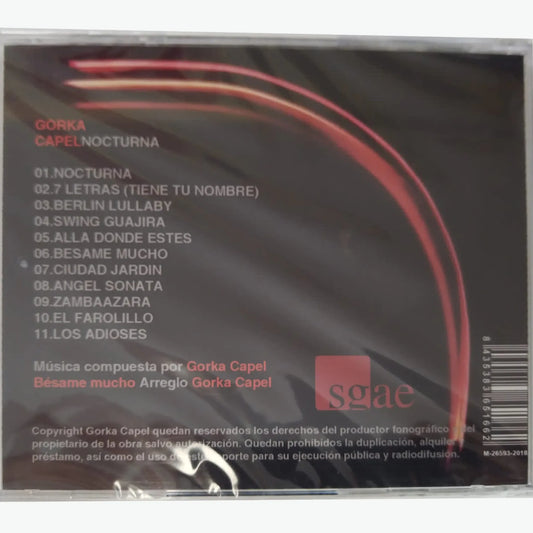 GORKA
CAPELNOCTURNA
01.NOCTURNA
02.7 LETRAS (TIENE TU NOMBRE)
03.BERLIN LULLABY
04.SWING GUAJIRA
05.ALLA DONDE ESTES
06.BESAME MUCHO
07.CIUDAD JARDIN
08.ANGEL SONATA
09.ZAMBAAZARA
10.EL FAROLILLO
11.LOS ADIOSES
Música compuesta por Gorka Capel
Bésame mucho Arreglo Gorka Capel
sgae
Copyright Gorka Capel quedan reservados los derechos del productor fonográfico y del
propietario de la obra salvo autorización. Quedan prohibidos la duplicación, alquiler,
préstamo, así como el uso de este soporte para su ejecución pública y radiodifusión.
M-26593-2018